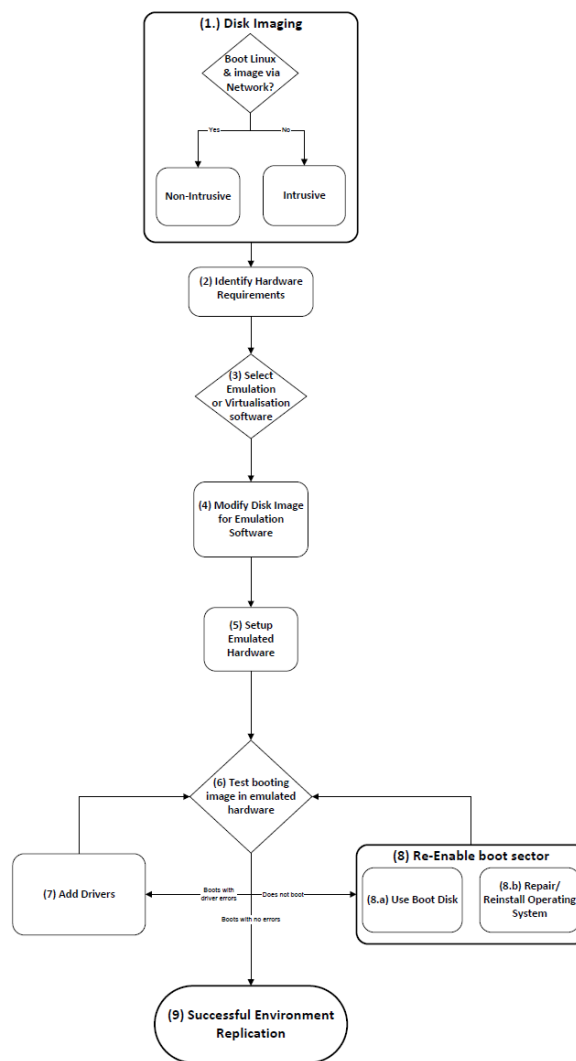 (1.) Disk Imaging
Boot Linux
& image via
Network?
Yes
No
Non-Intrusive
Intrusive
(2) Identify Hardware
Requirements
(3) Select
Emulation
or Virtualisation
software
(4) Modify Disk Image
for Emulation
Software
(5) Setup
Emulated
Hardware
(6) Test booting
image in emulated
hardware
(7) Add Drivers
Boots with
driver errors
Does not boot
Boots with no errors
(8) Re-Enable boot sector
(8.a) Use Boot Disk
(8.b) Repair/
Reinstall Operating
System
(9) Successful Environment
Replication